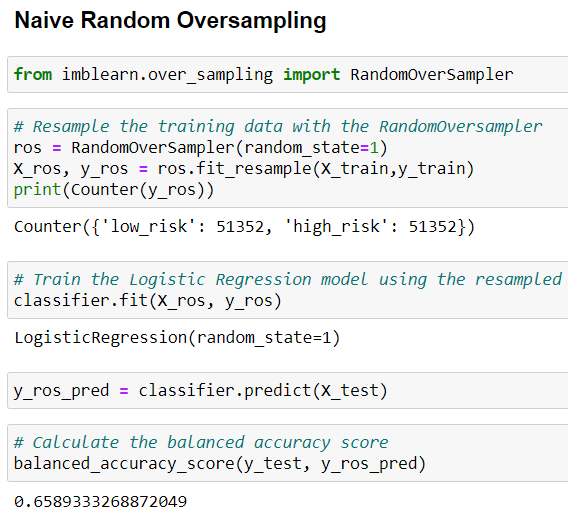 Naive Random Oversampling
from imblearn.over_sampling import RandomOverSampler
# Resample the training data with the RandomOversampler
ros = RandomOverSampler(random_state=1)
X_ros, y_ros = ros.fit_resample(X_train,y_train)
print(Counter(y_ros))
Counter({'low_risk': 51352, 'high_risk': 51352})
# Train the Logistic Regression model using the resampled
classifier.fit(X_ros, y_ros)
LogisticRegression(random_state=1)
y_ros_pred = classifier.predict(X_test)
# Calculate the balanced accuracy score
balanced_accuracy_score(y_test, y_ros_pred)
0.6589333268872049